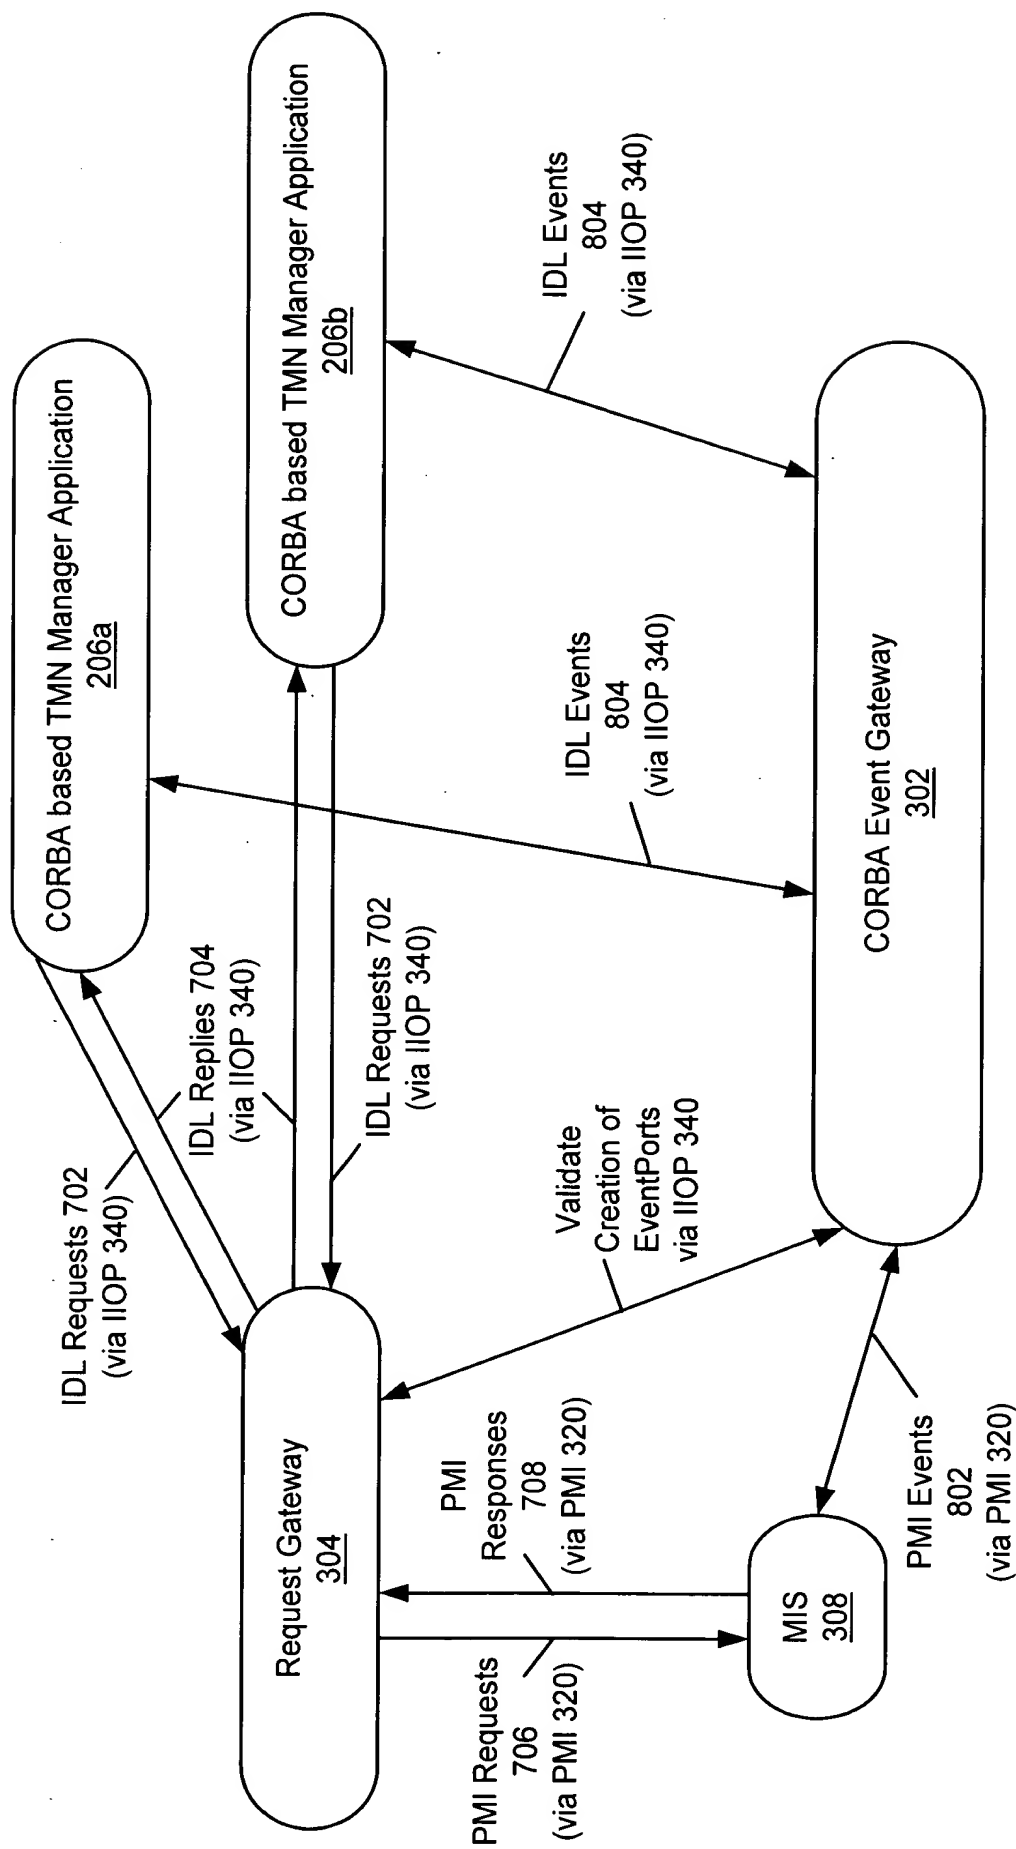 CORBA based TMN Manager Application
206a
IDL Requests 702
(via IIOP 340)
IDL Replies 704
(via IIOP 340)
CORBA based TMN Manager Application
206b
Request Gateway
304
IDL Requests 702
(via IIOP 340)
PMI Requests
706
(via PMI 320)
PMI
Responses
708
(via PMI 320)
Validate
Creation of
EventPorts
via IIOP 340
IDL Events
804
(via IIOP 340)
IDL Events
804
(via IIOP 340)
MIS
308
PMI Events
802
(via PMI 320)
CORBA Event Gateway
302